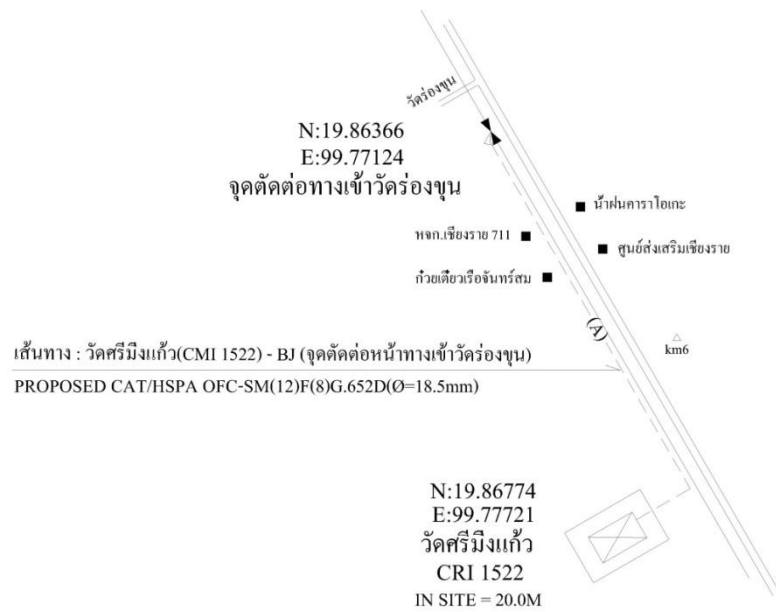 วัดร่องขุน
N:19.86366
E:99.77124
จุดตัดต่อทางเข้าวัดร่องขุน
น้ำฝนคาราโอเกะ
หจก.เชียงราย 711
ศูนย์ส่งเสริมเชียงราย
ก๋วยเตี๋ยวเรือจันทร์สม
(A)
km6
เส้นทาง : วัดศรีมิ่งแก้ว(CMI 1522) - BJ (จุดตัดต่อหน้าทางเข้าวัดร่องขุน)
PROPOSED CAT/HSPA OFC-SM(12)F(8)G.652D(Ø=18.5mm)
N:19.86774
E:99.77721
วัดศรีมิ่งแก้ว
CRI 1522
IN SITE = 20.0M